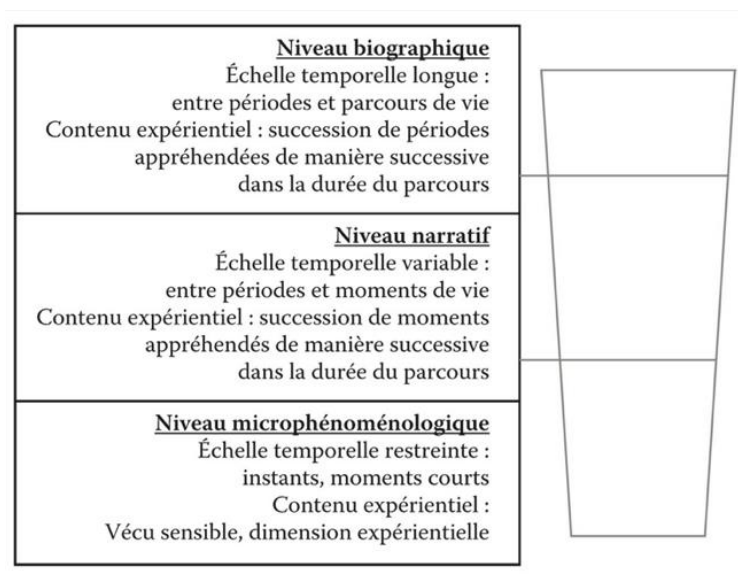 Niveau biographique
Échelle temporelle longue :
entre périodes et parcours de vie
Contenu expérientiel : succession de périodes
appréhendées de manière successive
dans la durée du parcours
Niveau narratif
Échelle temporelle variable :
entre périodes et moments de vie
Contenu expérientiel : succession de moments
appréhendés de manière successive
dans la durée du parcours
Niveau microphénoménologique
Échelle temporelle restreinte :
instants, moments courts
Contenu expérientiel :
Vécu sensible, dimension expérientielle